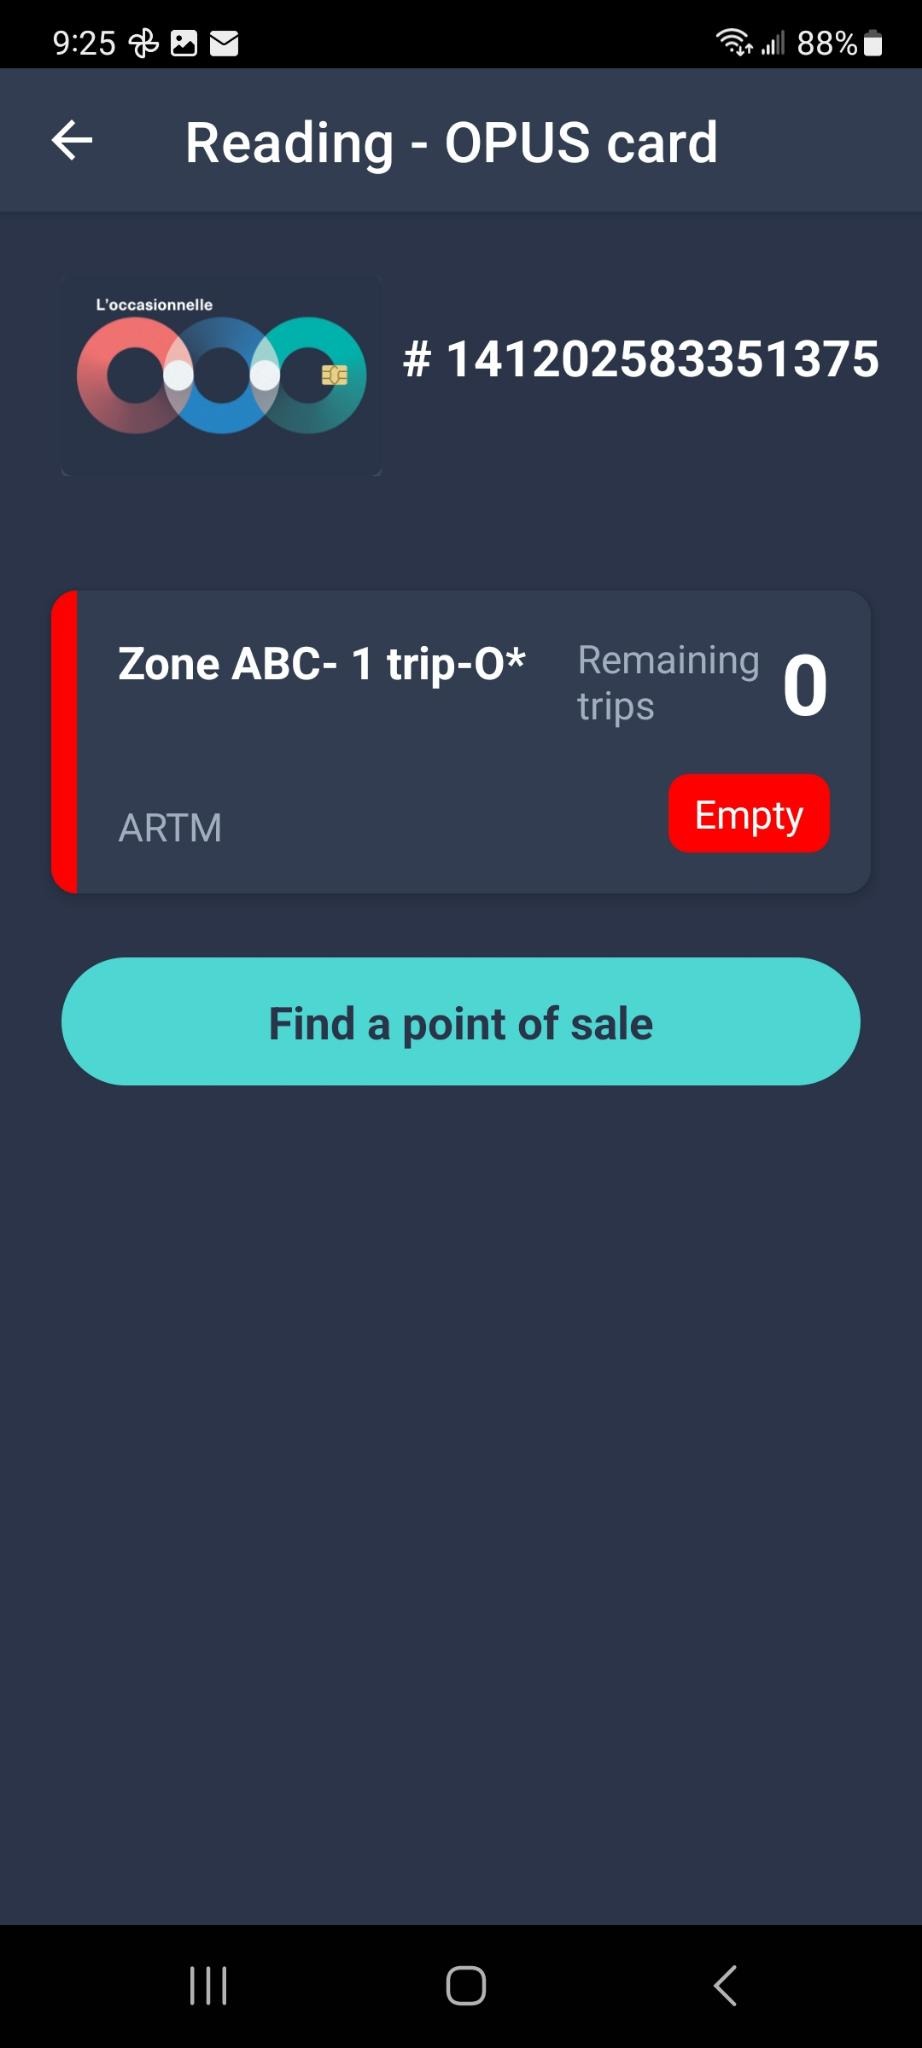 9:25
88%
Reading - OPUS card
L'occasionnelle
# 141202583351375
Zone ABC- 1 trip-O*
Remaining
trips
0
ARTM
Empty
Find a point of sale